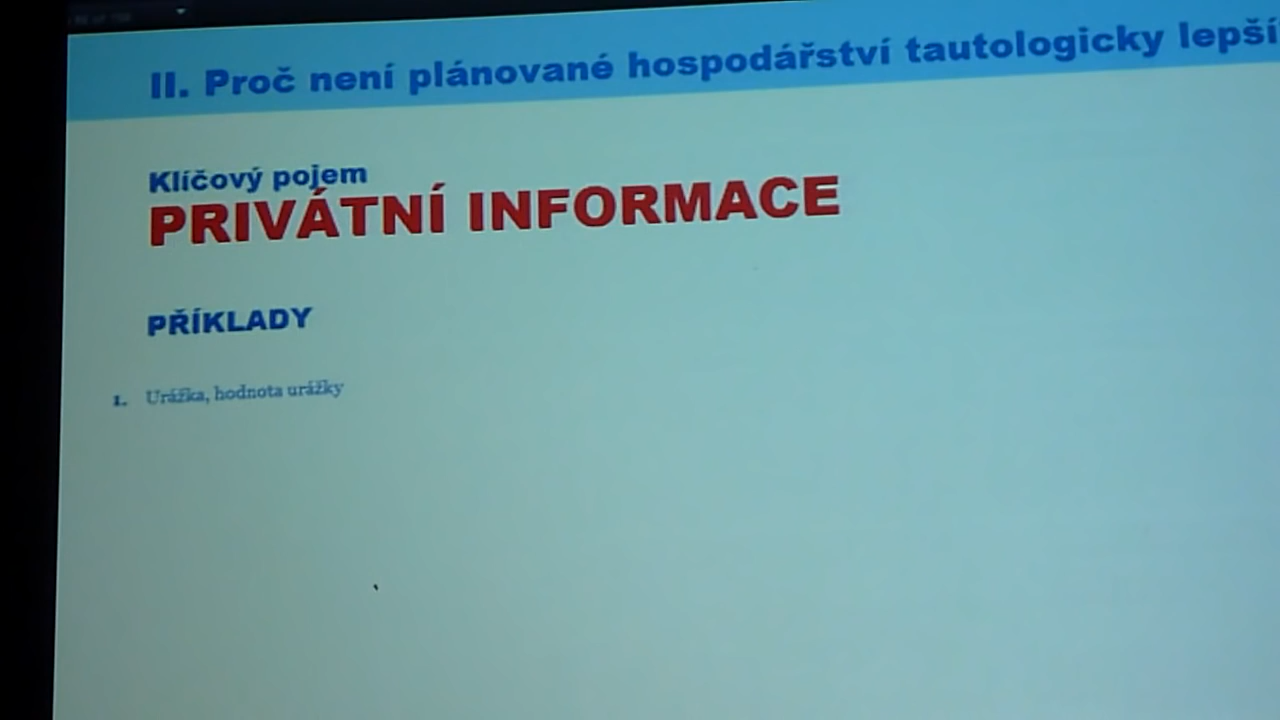 II. Proč není plánované hospodářství tautologicky lepší
Klíčový pojem
PRIVÁTNÍ INFORMACE
PŘÍKLADY
1. Urážka, hodnota urážky